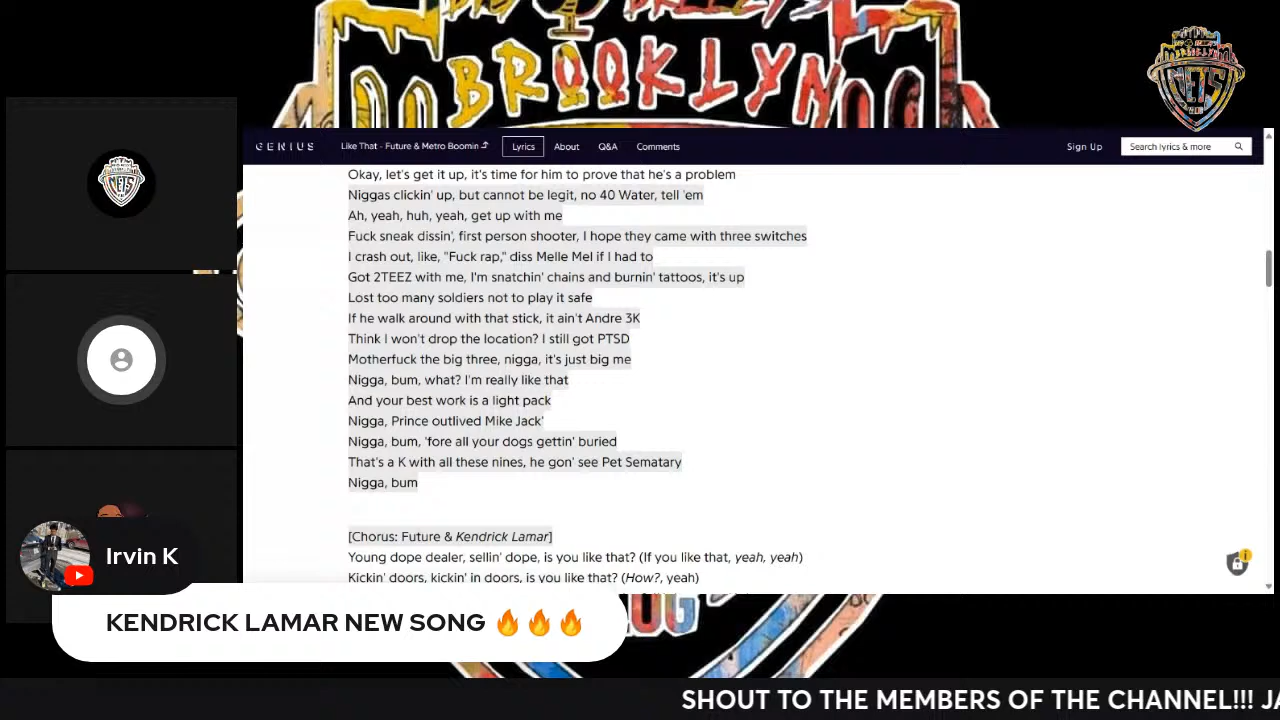 BROOKLYN
BROOKLYN
NETS
GENIUS
Like That - Future & Metro Boomin
Lyrics
About
Q&A
Comments
Sign Up
Search lyrics & more
Okay, let's get it up, it's time for him to prove that he's a problem
Niggas clickin' up, but cannot be legit, no 40 Water, tell 'em
Ah, yeah, huh, yeah, get up with me
Fuck sneak dissin', first person shooter, I hope they came with three switches
I crash out, like, "Fuck rap," diss Melle Mel if I had to
Got 2TEEZ with me, I'm snatchin' chains and burnin' tattoos, it's up
Lost too many soldiers not to play it safe
If he walk around with that stick, it ain't Andre 3K
Think I won't drop the location? I still got PTSD
Motherfuck the big three, nigga, it's just big me
Nigga, bum, what? I'm really like that
And your best work is a light pack
Nigga, Prince outlived Mike Jack'
Nigga, bum, 'fore all your dogs gettin' buried
That's a K with all these nines, he gon' see Pet Sematary
Nigga, bum
[Chorus: Future & Kendrick Lamar]
Young dope dealer, sellin' dope, is you like that? (If you like that, yeah, yeah)
Kickin' doors, kickin' in doors, is you like that? (How?, yeah)
NETS
Irvin K
KENDRICK LAMAR NEW SONG 🔥🔥🔥
SHOUT TO THE MEMBERS OF THE CHANNEL!!! JA